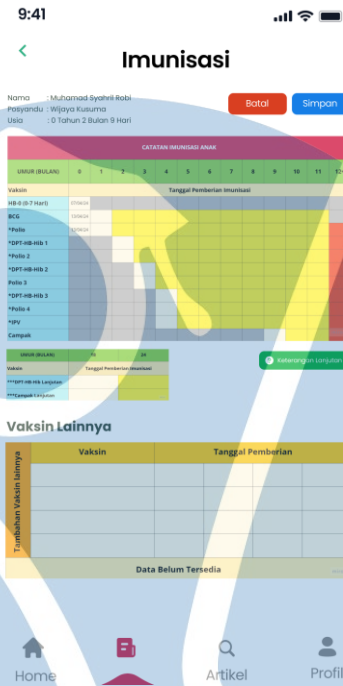 9:41
Imunisasi
Nama : Muhamad Syahril Robi
Posyandu : Wijaya Kusuma
Usia : 0 Tahun 2 Bulan 9 Hari
Batal
Simpan
CATATAN IMUNISASI ANAK
UMUR (BULAN) 0 1 2 3 4 5 6 7 8 9 10 11 12+
Vaksin Tanggal Pemberian Imunisasi
HB-0 (0-7 Hari)
BCG
*Polio
*DPT-HB-Hib 1
*Polio 2
*DPT-HB-Hib 2
Polio 3
*DPT-HB-Hib 3
*Polio 4
*IPV
Campak
UMUR (BULAN) 18 24
Vaksin Tanggal Pemberian Imunisasi
***DPT-HB-Hib Lanjutan
***Campak Lanjutan
Keterangan Lanjutan
Vaksin Lainnya
Tambahan Vaksin lainnya
Vaksin Tanggal Pemberian
Data Belum Tersedia
Home
Artikel
Profil